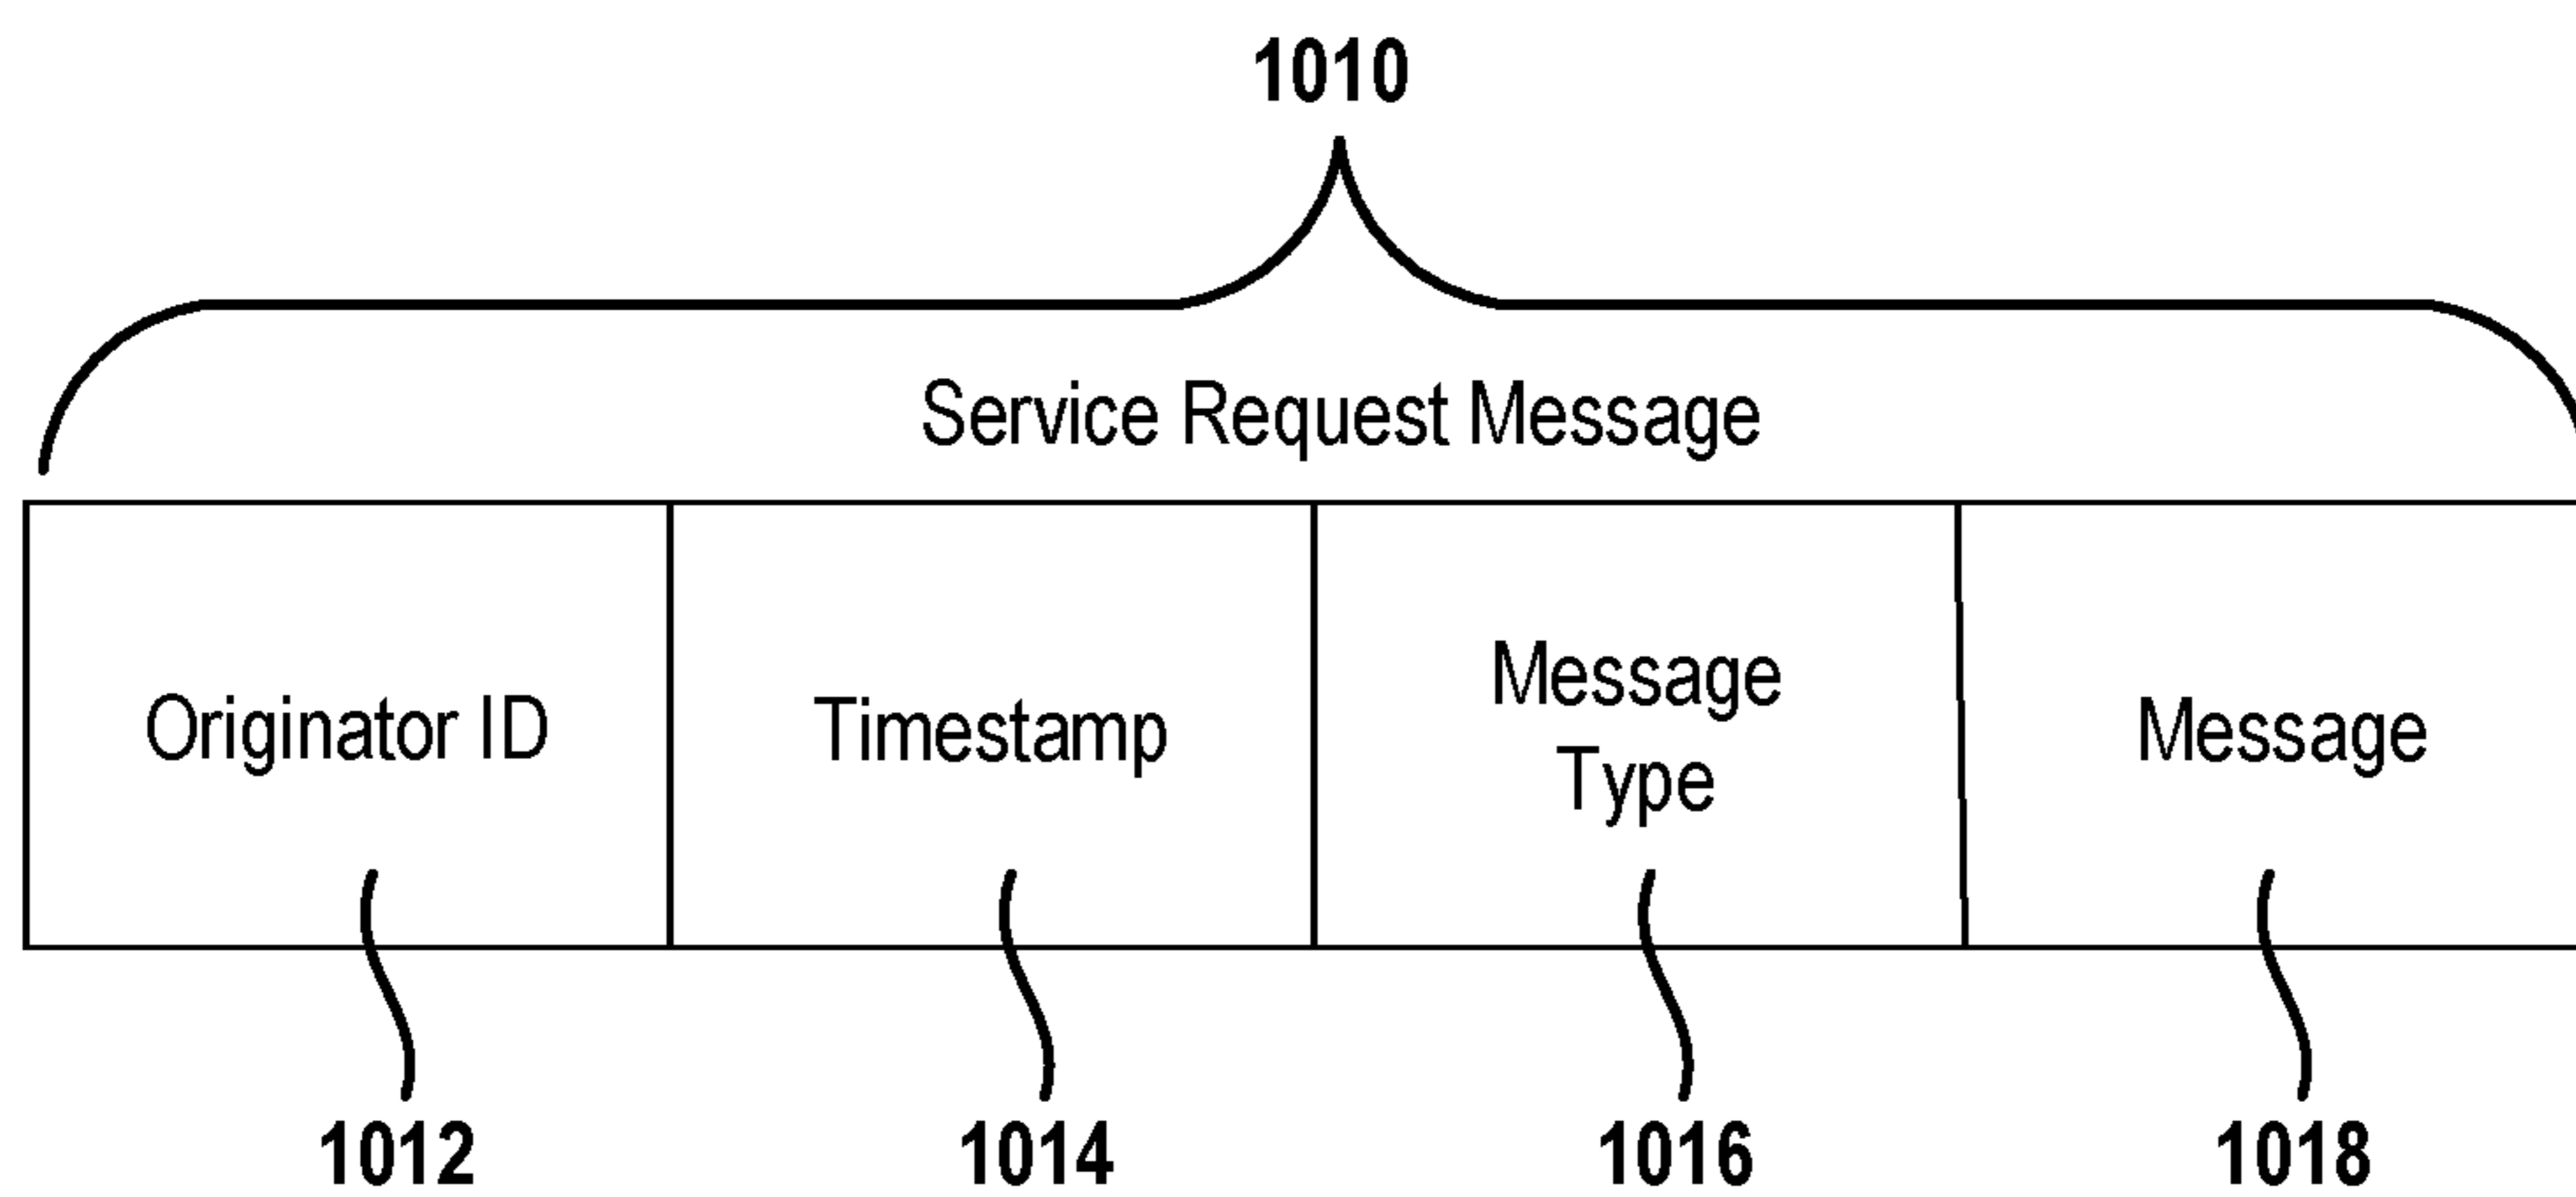 1010
Service Request Message
Originator ID
Timestamp
Message
Type
Message
1012
1014
1016
1018